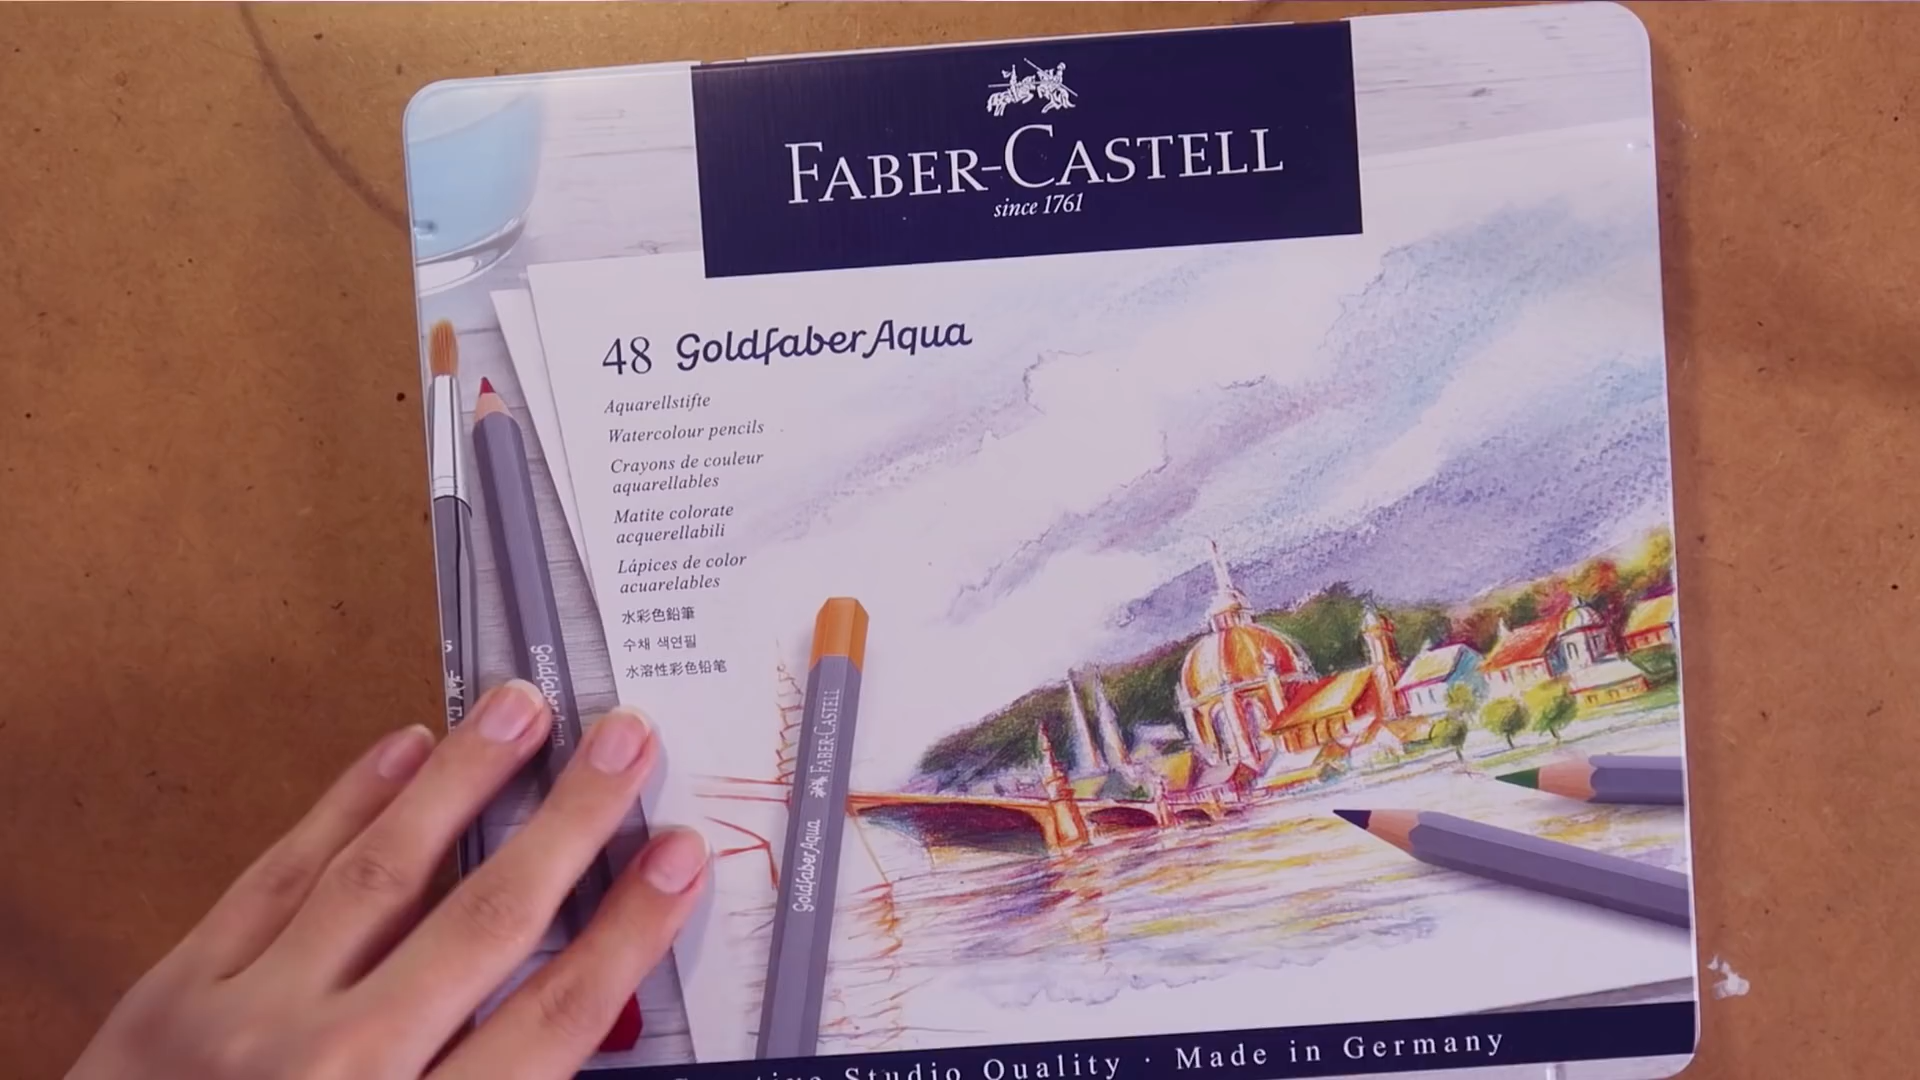 FABER-CASTELL
since 1761
48 Goldfaber Aqua
Aquarellstifte
Watercolour pencils
Crayons de couleur
aquarellables
Matite colorate
acquerellabili
Lápices de color
acuarelables
水彩色鉛筆
수채 색연필
水溶性彩色铅笔
Goldfaber Aqua
Goldfaber Aqua FABER-CASTELL
Studio Quality · Made in Germany